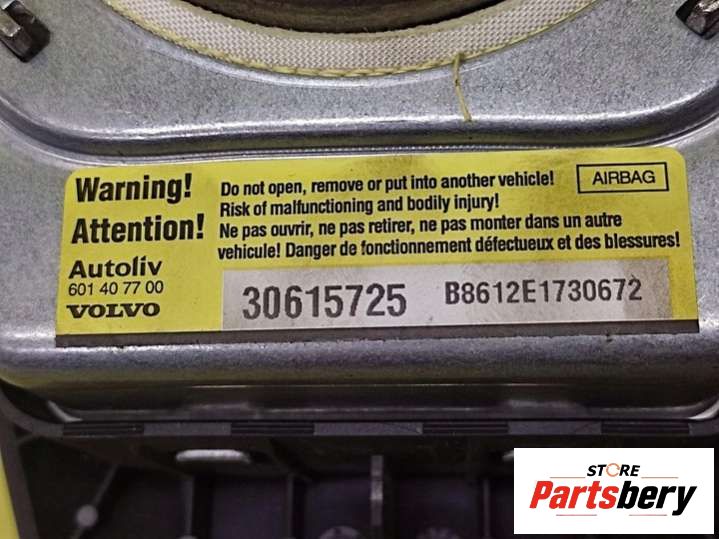 Warning!
Attention!
Do not open, remove or put into another vehicle!
AIRBAG
Risk of malfunctioning and bodily injury!
Ne pas ouvrir, ne pas retirer, ne pas monter dans un autre
vehicule! Danger de fonctionnement défectueux et des blessures!
Autoliv
601 40 77 00
VOLVO
30615725
B8612E1730672
STORE
Partsbery